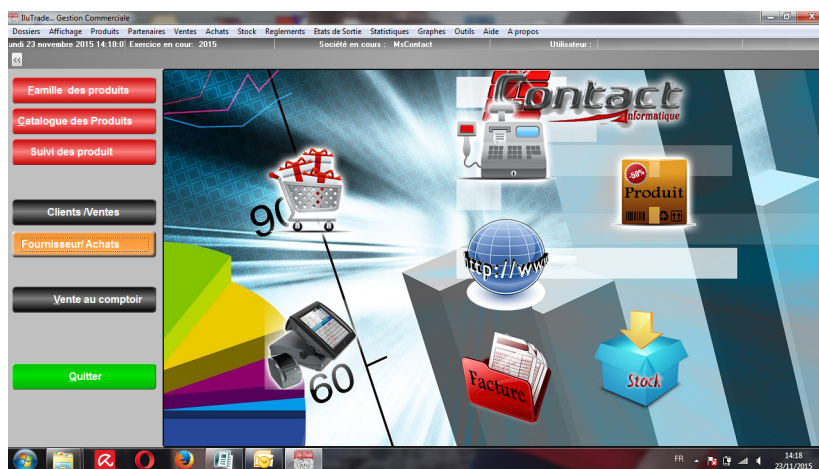 IluTrade... Gestion Commerciale
Dossiers Affichage Produits Partenaires Ventes Achats Stock Reglements Etats de Sortie Statistiques Graphes Outils Aide A propos
undi 23 novembre 2015 14:18:0 Exercice en cour: 2015 Société en cours : MsContact Utilisateur :
<<
Famille des produits
Catalogue des Produits
Suivi des produit
Clients /Ventes
Fournisseur/ Achats
Vente au comptoir
Quitter
Contact
Informatique
-50%
Produit
90
http://www
60
Facture
Stock
FR
14:18
23/11/2015